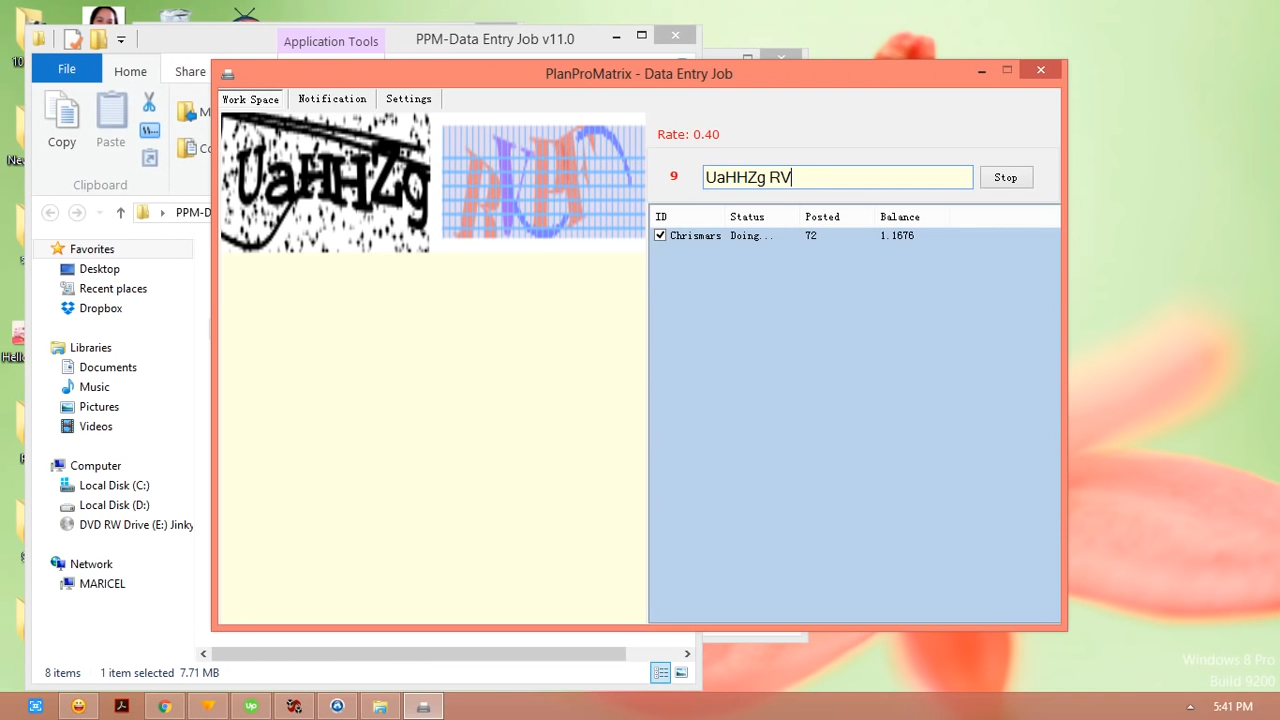 PPM-Data Entry Job v11.0
Application Tools
File Home Share
PlanProMatrix - Data Entry Job
Work Space Notification Settings
Copy Paste
Clipboard
Rate: 0.40
9 UaHHZg RV Stop
PPM-D
ID Status Posted Balance
Chrismars Doing... 72 1.1676
Favorites
Desktop
Recent places
Dropbox
Libraries
Documents
Music
Pictures
Videos
Computer
Local Disk (C:)
Local Disk (D:)
DVD RW Drive (E:) Jinky
Network
MARICEL
8 items 1 item selected 7.71 MB
Windows 8 Pro
Build 9200
Up
5:41 PM